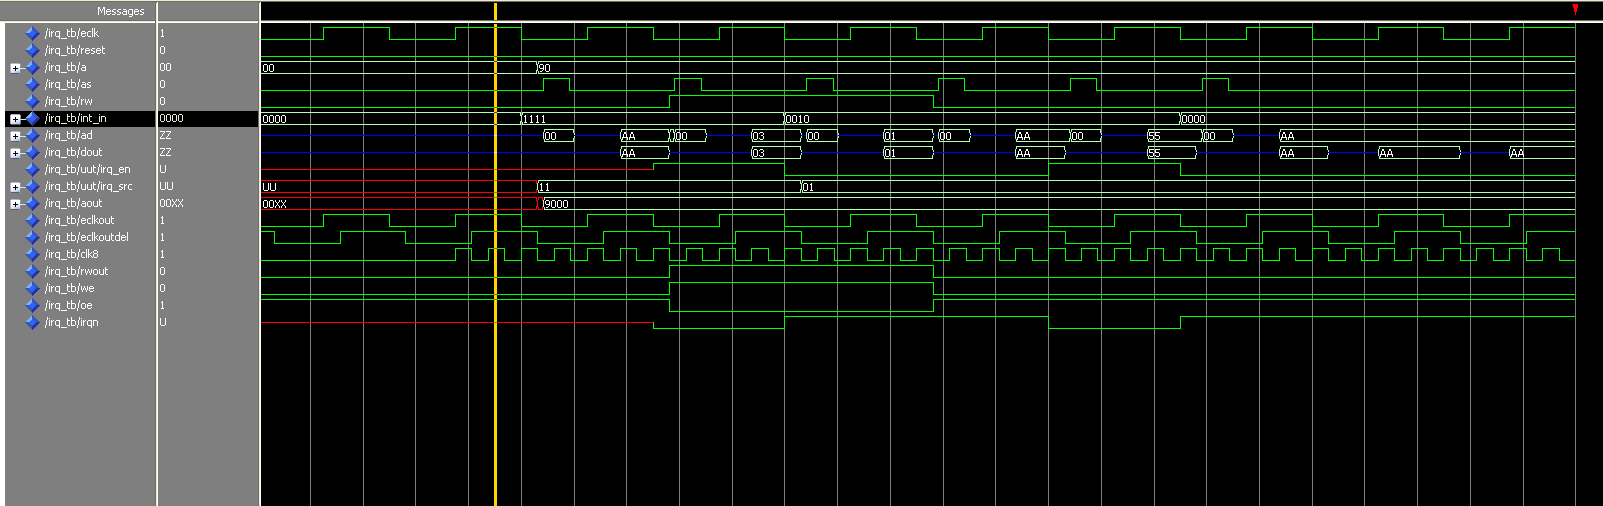 Messages
/irq_tb/eclk 1
/irq_tb/reset 0
/irq_tb/a 00 00 90
/irq_tb/as 0
/irq_tb/rw 0
/irq_tb/int_in 0000 0000 1111 0010 0000
/irq_tb/ad ZZ 00 AA 00 03 00 01 00 AA 00 55 00 AA
/irq_tb/dout ZZ AA 03 01 AA 55 AA AA AA
/irq_tb/uut/irq_en U
/irq_tb/uut/irq_src UU UU 11 01
/irq_tb/aout 00XX 00XX 9000
/irq_tb/eclkout 1
/irq_tb/eclkoutdel 1
/irq_tb/clk8 1
/irq_tb/rwout 0
/irq_tb/we 0
/irq_tb/oe 1
/irq_tb/irqn U